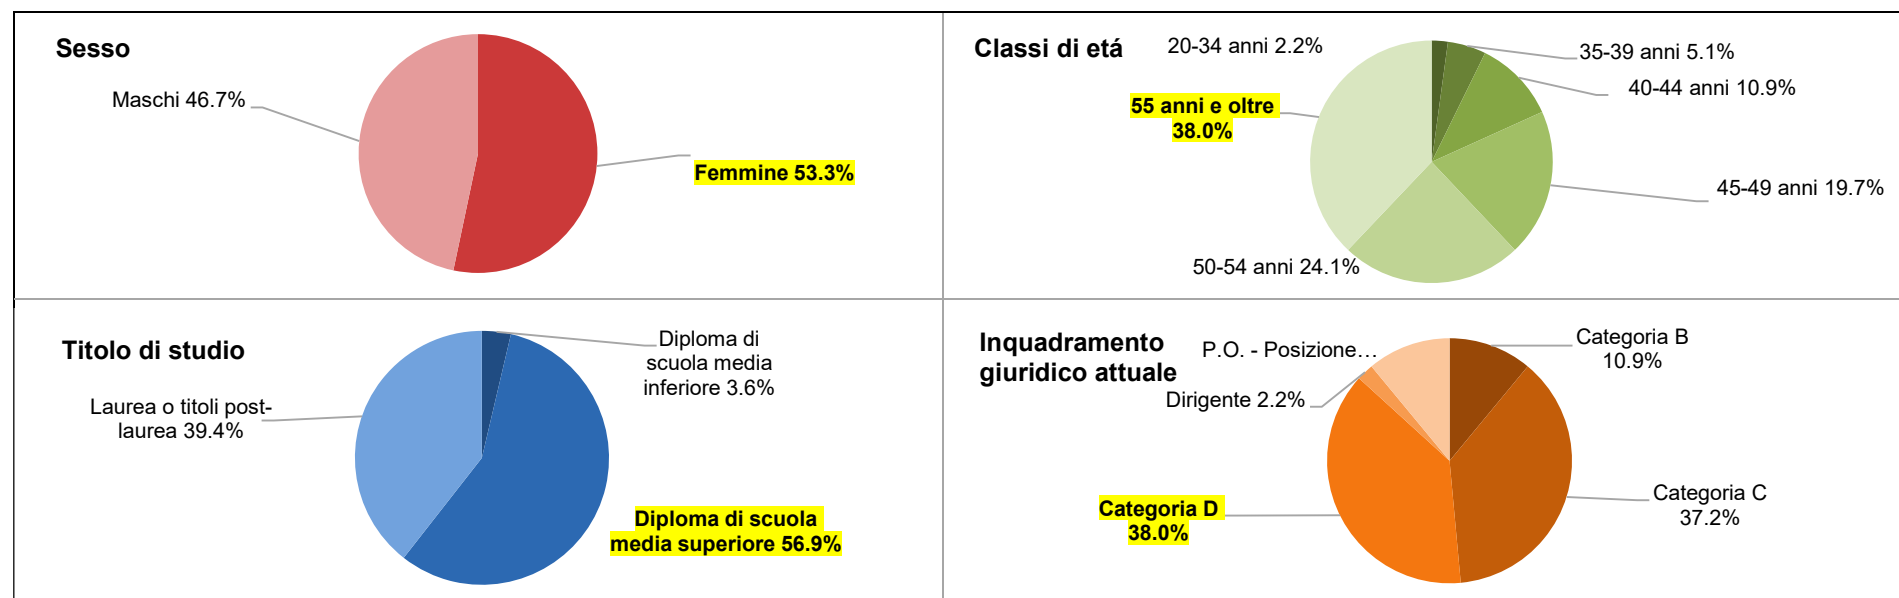 Sesso
Maschi 46.7%
Femmine 53.3%
Classi di etá
20-34 anni 2.2%
35-39 anni 5.1%
40-44 anni 10.9%
55 anni e oltre
38.0%
45-49 anni 19.7%
50-54 anni 24.1%
Titolo di studio
Diploma di
scuola media
inferiore 3.6%
Laurea o titoli post-
laurea 39.4%
Diploma di scuola
media superiore 56.9%
Inquadramento
giuridico attuale
P.O. - Posizione…
Categoria B
10.9%
Dirigente 2.2%
Categoria C
37.2%
Categoria D
38.0%